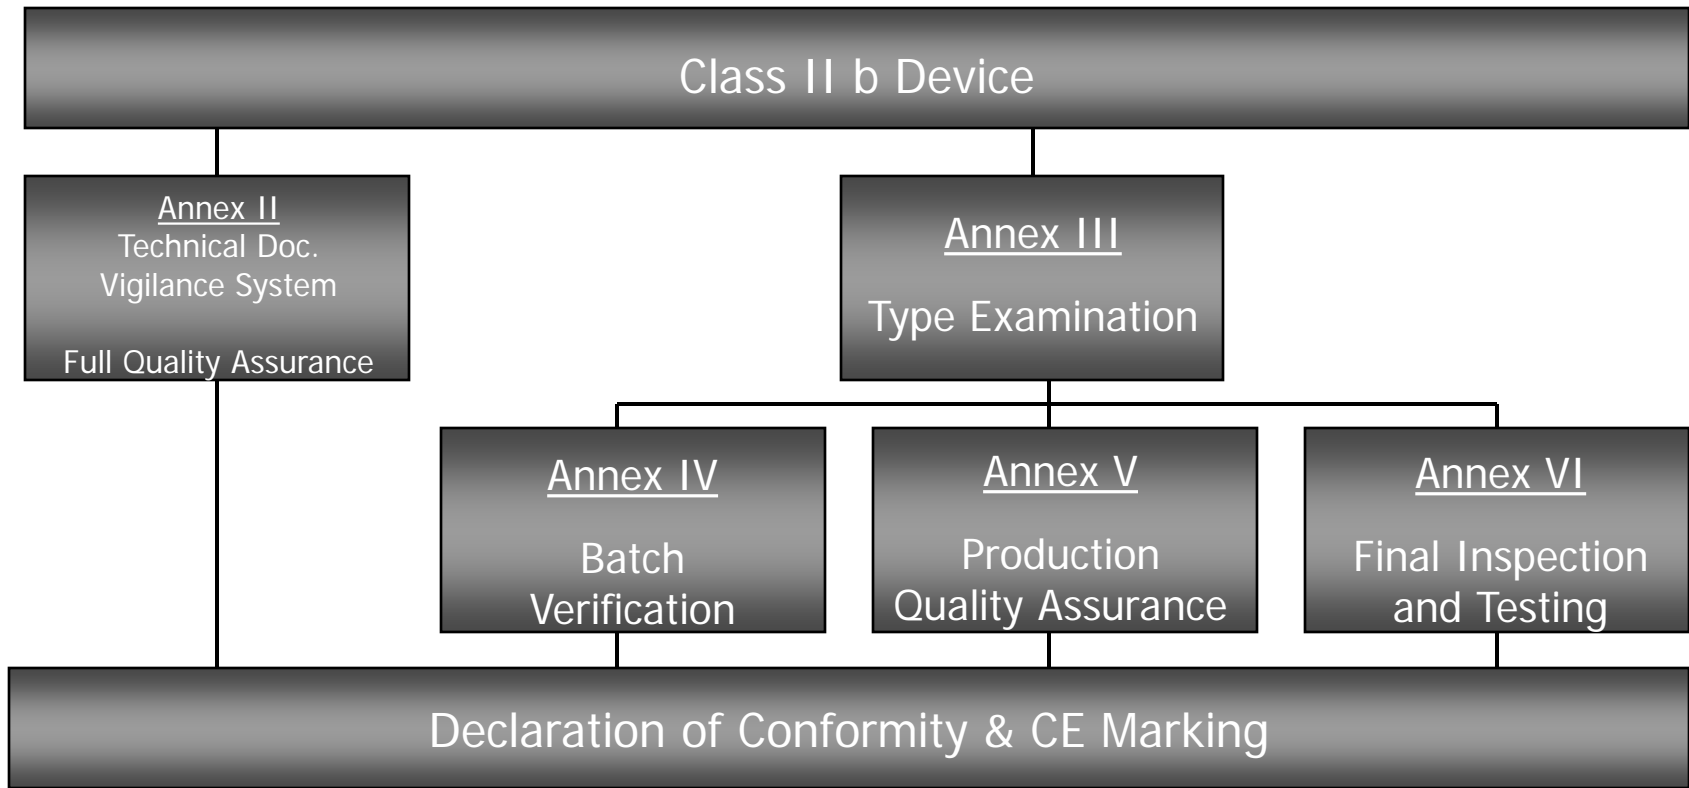 Class II b Device
Annex II
Technical Doc.
Vigilance System
Full Quality Assurance
Annex III
Type Examination
Annex IV
Batch
Verification
Annex V
Production
Quality Assurance
Annex VI
Final Inspection
and Testing
Declaration of Conformity & CE Marking